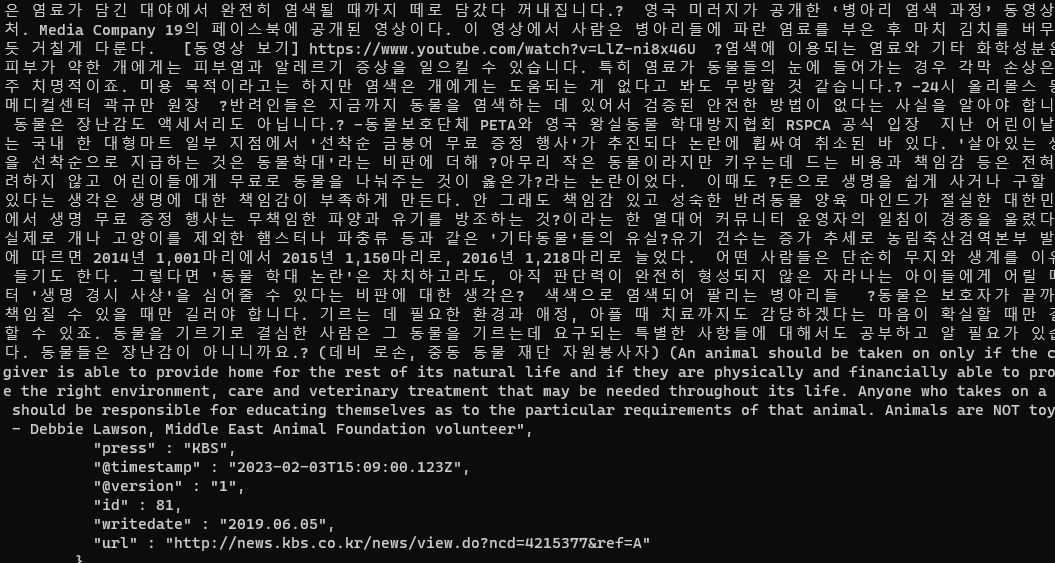 은 염료가 담긴 대야에서 완전히 염색될 때까지 떼로 담갔다 꺼내집니다.?  영국 미러지가 공개한 ‘병아리 염색 과정’ 동영상
처. Media Company 19의 페이스북에 공개된 영상이다. 이 영상에서 사람은 병아리들에 파란 염료를 부은 후 마치 김치를 버무
듯 거칠게 다룬다.   [동영상 보기] https://www.youtube.com/watch?v=LlZ-ni8x46U  ?염색에 이용되는 염료와 기타 화학성분은
피부가 약한 개에게는 피부염과 알레르기 증상을 일으킬 수 있습니다. 특히 염료가 동물들의 눈에 들어가는 경우 각막 손상은
주 치명적이죠. 미용 목적이라고는 하지만 염색은 개에게는 도움되는 게 없다고 봐도 무방할 것 같습니다.? -24시 올리몰스 동
메디컬센터 곽규만 원장  ?반려인들은 지금까지 동물을 염색하는 데 있어서 검증된 안전한 방법이 없다는 사실을 알아야 합니
동물은 장난감도 액세서리도 아닙니다.? -동물보호단체 PETA와 영국 왕실동물 학대방지협회 RSPCA 공식 입장  지난 어린이날
는 국내 한 대형마트 일부 지점에서 '선착순 금붕어 무료 증정 행사'가 추진되다 논란에 휩싸여 취소된 바 있다. '살아있는 생
을 선착순으로 지급하는 것은 동물학대'라는 비판에 더해 ?아무리 작은 동물이라지만 키우는데 드는 비용과 책임감 등은 전혀
려하지 않고 어린이들에게 무료로 동물을 나눠주는 것이 옳은가?라는 논란이었다.  이때도 ?돈으로 생명을 쉽게 사거나 구할
있다는 생각은 생명에 대한 책임감이 부족하게 만든다. 안 그래도 책임감 있고 성숙한 반려동물 양육 마인드가 절실한 대한민
에서 생명 무료 증정 행사는 무책임한 파양과 유기를 방조하는 것?이라는 한 열대어 커뮤니티 운영자의 일침이 경종을 울렸다
실제로 개나 고양이를 제외한 햄스터나 파충류 등과 같은 '기타동물'들의 유실?유기 건수는 증가 추세로 농림축산검역본부 발
에 따르면 2014년 1,001마리에서 2015년 1,150마리로, 2016년 1,218마리로 늘었다.  어떤 사람들은 단순히 무지와 생계를 이유
들기도 한다. 그렇다면 '동물 학대 논란'은 차치하고라도, 아직 판단력이 완전히 형성되지 않은 자라나는 아이들에게 어릴 때
터 '생명 경시 사상'을 심어줄 수 있다는 비판에 대한 생각은?  색색으로 염색되어 팔리는 병아리들   ?동물은 보호자가 끝까
책임질 수 있을 때만 길러야 합니다. 기르는 데 필요한 환경과 애정, 아플 때 치료까지도 감당하겠다는 마음이 확실할 때만 결
할 수 있죠. 동물을 기르기로 결심한 사람은 그 동물을 기르는데 요구되는 특별한 사항들에 대해서도 공부하고 알 필요가 있습
다. 동물들은 장난감이 아니니까요.? (데비 로손, 중동 동물 재단 자원봉사자) (An animal should be taken on only if the c
giver is able to provide home for the rest of its natural life and if they are physically and financially able to pro
e the right environment, care and veterinary treatment that may be needed throughout its life. Anyone who takes on a
should be responsible for educating themselves as to the particular requirements of that animal. Animals are NOT toy
- Debbie Lawson, Middle East Animal Foundation volunteer",
"press" : "KBS",
"@timestamp" : "2023-02-03T15:09:00.123Z",
"@version" : "1",
"id" : 81,
"writedate" : "2019.06.05",
"url" : "http://news.kbs.co.kr/news/view.do?ncd=4215377&ref=A"
}